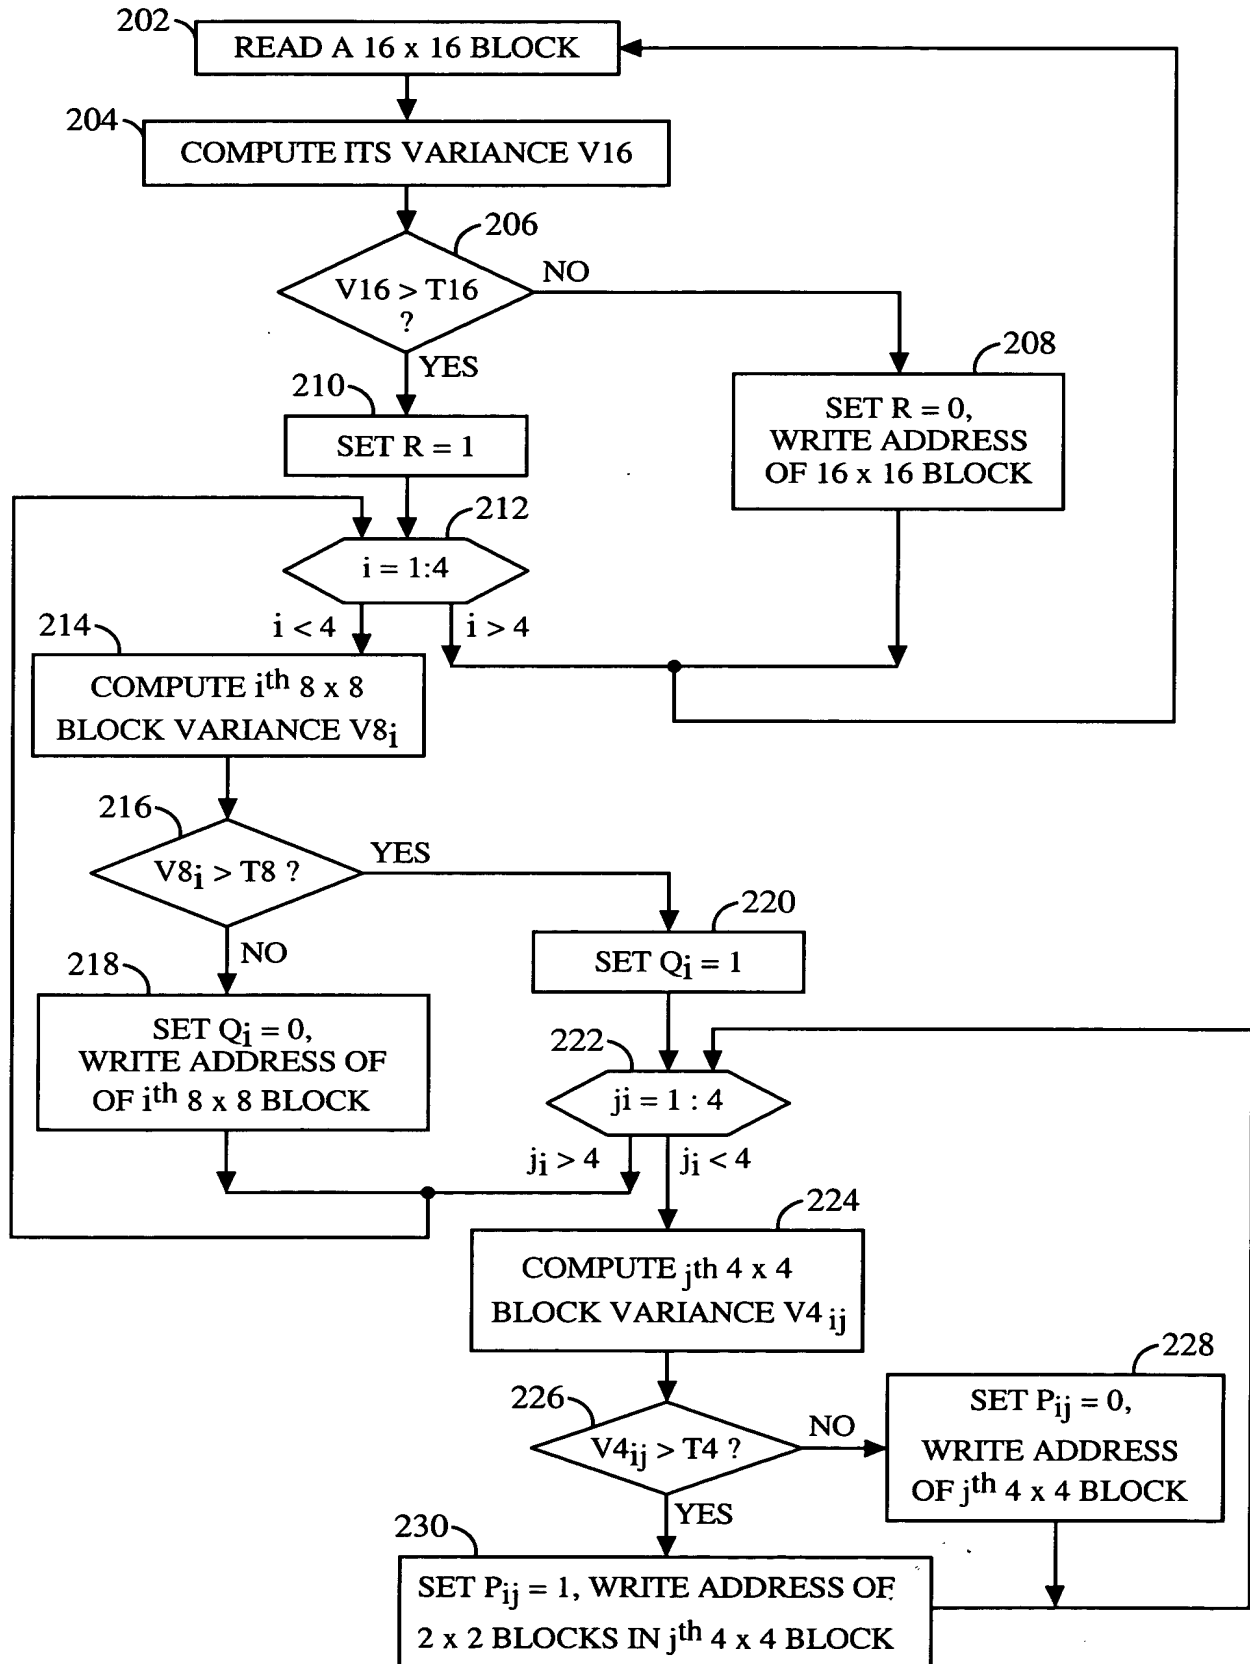 202
READ A 16 x 16 BLOCK
204
COMPUTE ITS VARIANCE V16
206
V16 > T16
?
NO
YES
208
SET R = 0,
WRITE ADDRESS
OF 16 x 16 BLOCK
210
SET R = 1
212
i = 1:4
i < 4
i > 4
214
COMPUTE ith 8 x 8
BLOCK VARIANCE V8i
216
V8i > T8 ?
YES
NO
218
SET Qi = 0,
WRITE ADDRESS OF
OF ith 8 x 8 BLOCK
220
SET Qi = 1
222
ji = 1 : 4
ji > 4
ji < 4
224
COMPUTE jth 4 x 4
BLOCK VARIANCE V4 ij
226
V4ij > T4 ?
NO
YES
228
SET Pij = 0,
WRITE ADDRESS
OF jth 4 x 4 BLOCK
230
SET Pij = 1, WRITE ADDRESS OF
2 x 2 BLOCKS IN jth 4 x 4 BLOCK